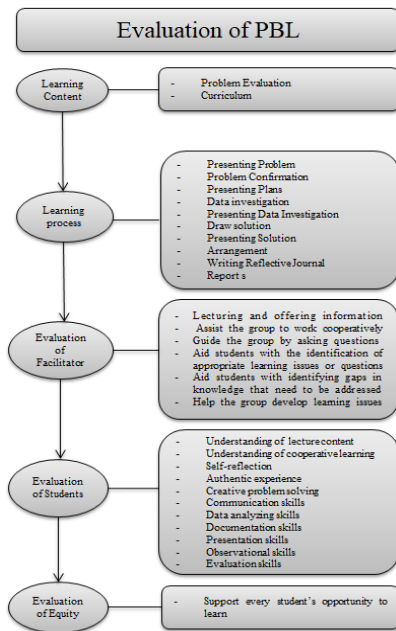 Evaluation of PBL
Learning
Content
- Problem Evaluation
- Curriculum
Learning
process
- Presenting Problem
- Problem Confirmation
- Presenting Plans
- Data investigation
- Presenting Data Investigation
- Draw solution
- Presenting Solution
- Arrangement
- Writing Reflective Journal
- Report s
Evaluation
of
Facilitator
- Lecturing and offering information
- Assist the group to work cooperatively
- Guide the group by asking questions
- Aid students with the identification of
appropriate learning issues or questions
- Aid students with identifying gaps in
knowledge that need to be addressed
- Help the group develop learning issues
Evaluation
of Students
- Understanding of lecture content
- Understanding of cooperative learning
- Self-reflection
- Authentic experience
- Creative problem solving
- Communication skills
- Data analyzing skills
- Documentation skills
- Presentation skills
- Observational skills
- Evaluation skills
Evaluation
of Equity
- Support every student's opportunity to
learn